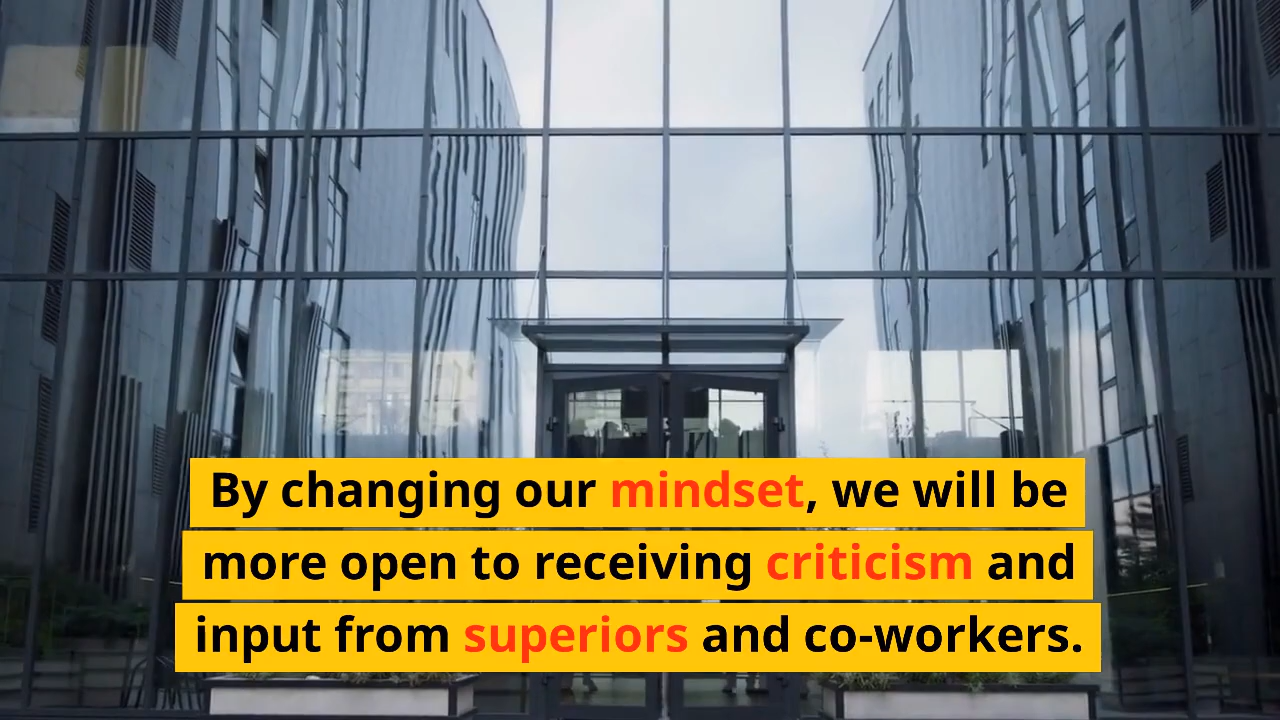 By changing our mindset, we will be
more open to receiving criticism and
input from superiors and co-workers.